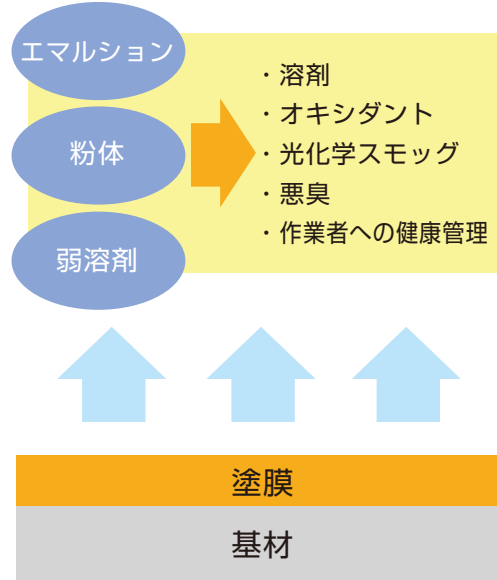 エマルション
粉体
弱溶剤
・溶剤
・オキシダント
・光化学スモッグ
・悪臭
・作業者への健康管理
塗膜
基材